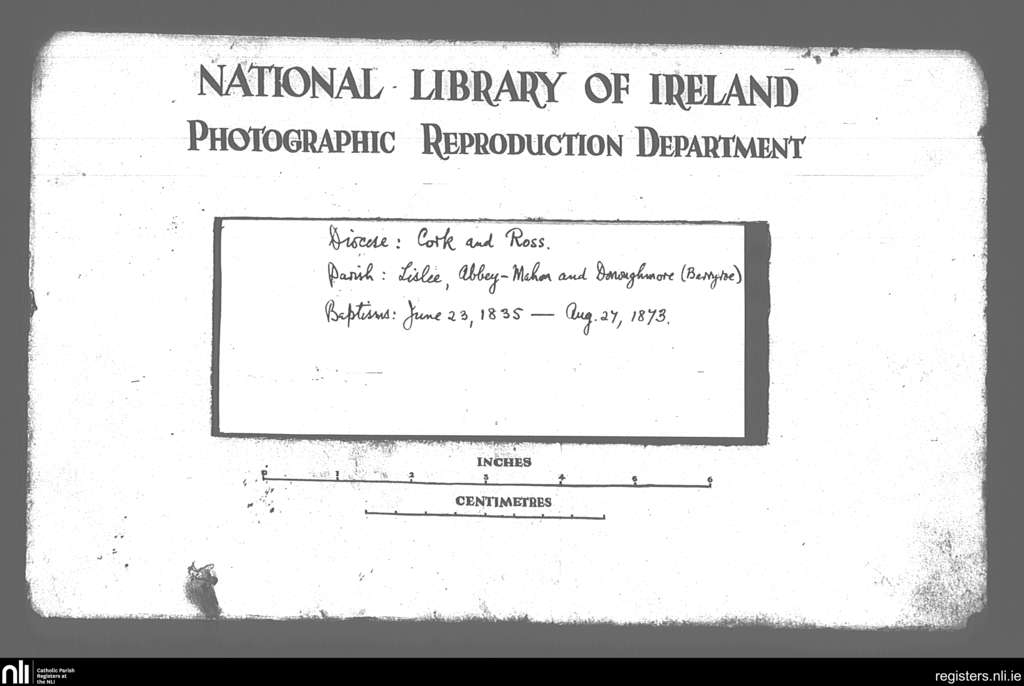 NATIONAL LIBRARY OF IRELAND
PHOTOGRAPHIC REPRODUCTION DEPARTMENT
Diocese: Cork and Ross.
Parish: Lislee, Abbey-Mahon and Donoughmore (Barryroe)
Baptisms: June 23, 1835 — Aug. 27, 1873.
INCHES
0 1 2 3 4 5 6
CENTIMETRES
nli Catholic Parish
Registers at
the NLI
registers.nli.ie